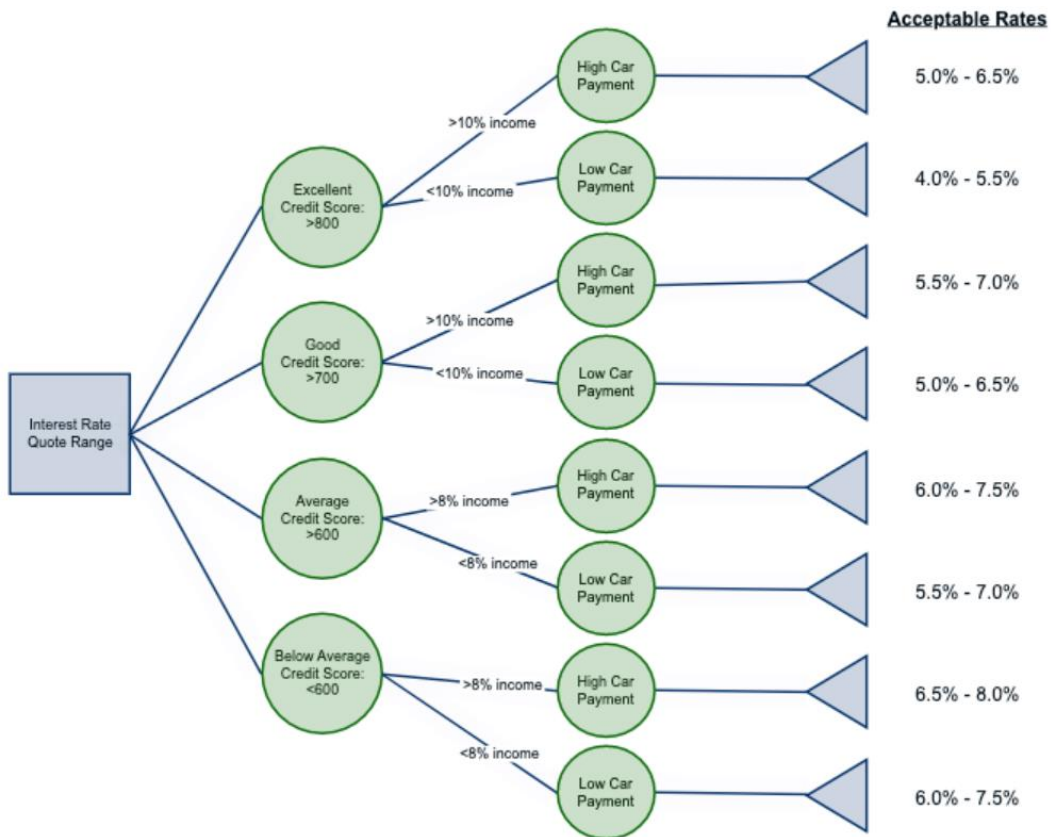 Acceptable Rates
High Car
Payment
5.0% - 6.5%
>10% income
Low Car
Payment
4.0% - 5.5%
<10% income
Excellent
Credit Score:
>800
High Car
Payment
5.5% - 7.0%
>10% income
Good
Credit Score:
>700
<10% income
Low Car
Payment
5.0% - 6.5%
Interest Rate
Quote Range
High Car
Payment
6.0% - 7.5%
>8% income
Average
Credit Score:
>600
<8% income
Low Car
Payment
5.5% - 7.0%
Below Average
Credit Score:
<600
>8% income
High Car
Payment
6.5% - 8.0%
<8% income
Low Car
Payment
6.0% - 7.5%